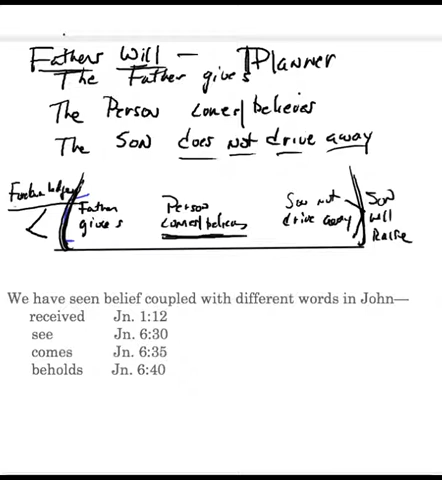 Fathers Will — Planner
The Father gives
The Person comes/believes
The SON does not drive away
Father gives
Person comes/believes
Son not drive away
Son will Raise
We have seen belief coupled with different words in John—
received Jn. 1:12
see Jn. 6:30
comes Jn. 6:35
beholds Jn. 6:40